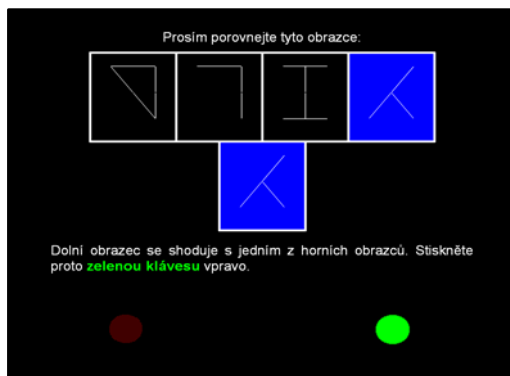 Prosím porovnejte tyto obrazce:
Dolní obrazec se shoduje s jedním z horních obrazců. Stiskněte
proto zelenou klávesu vpravo.